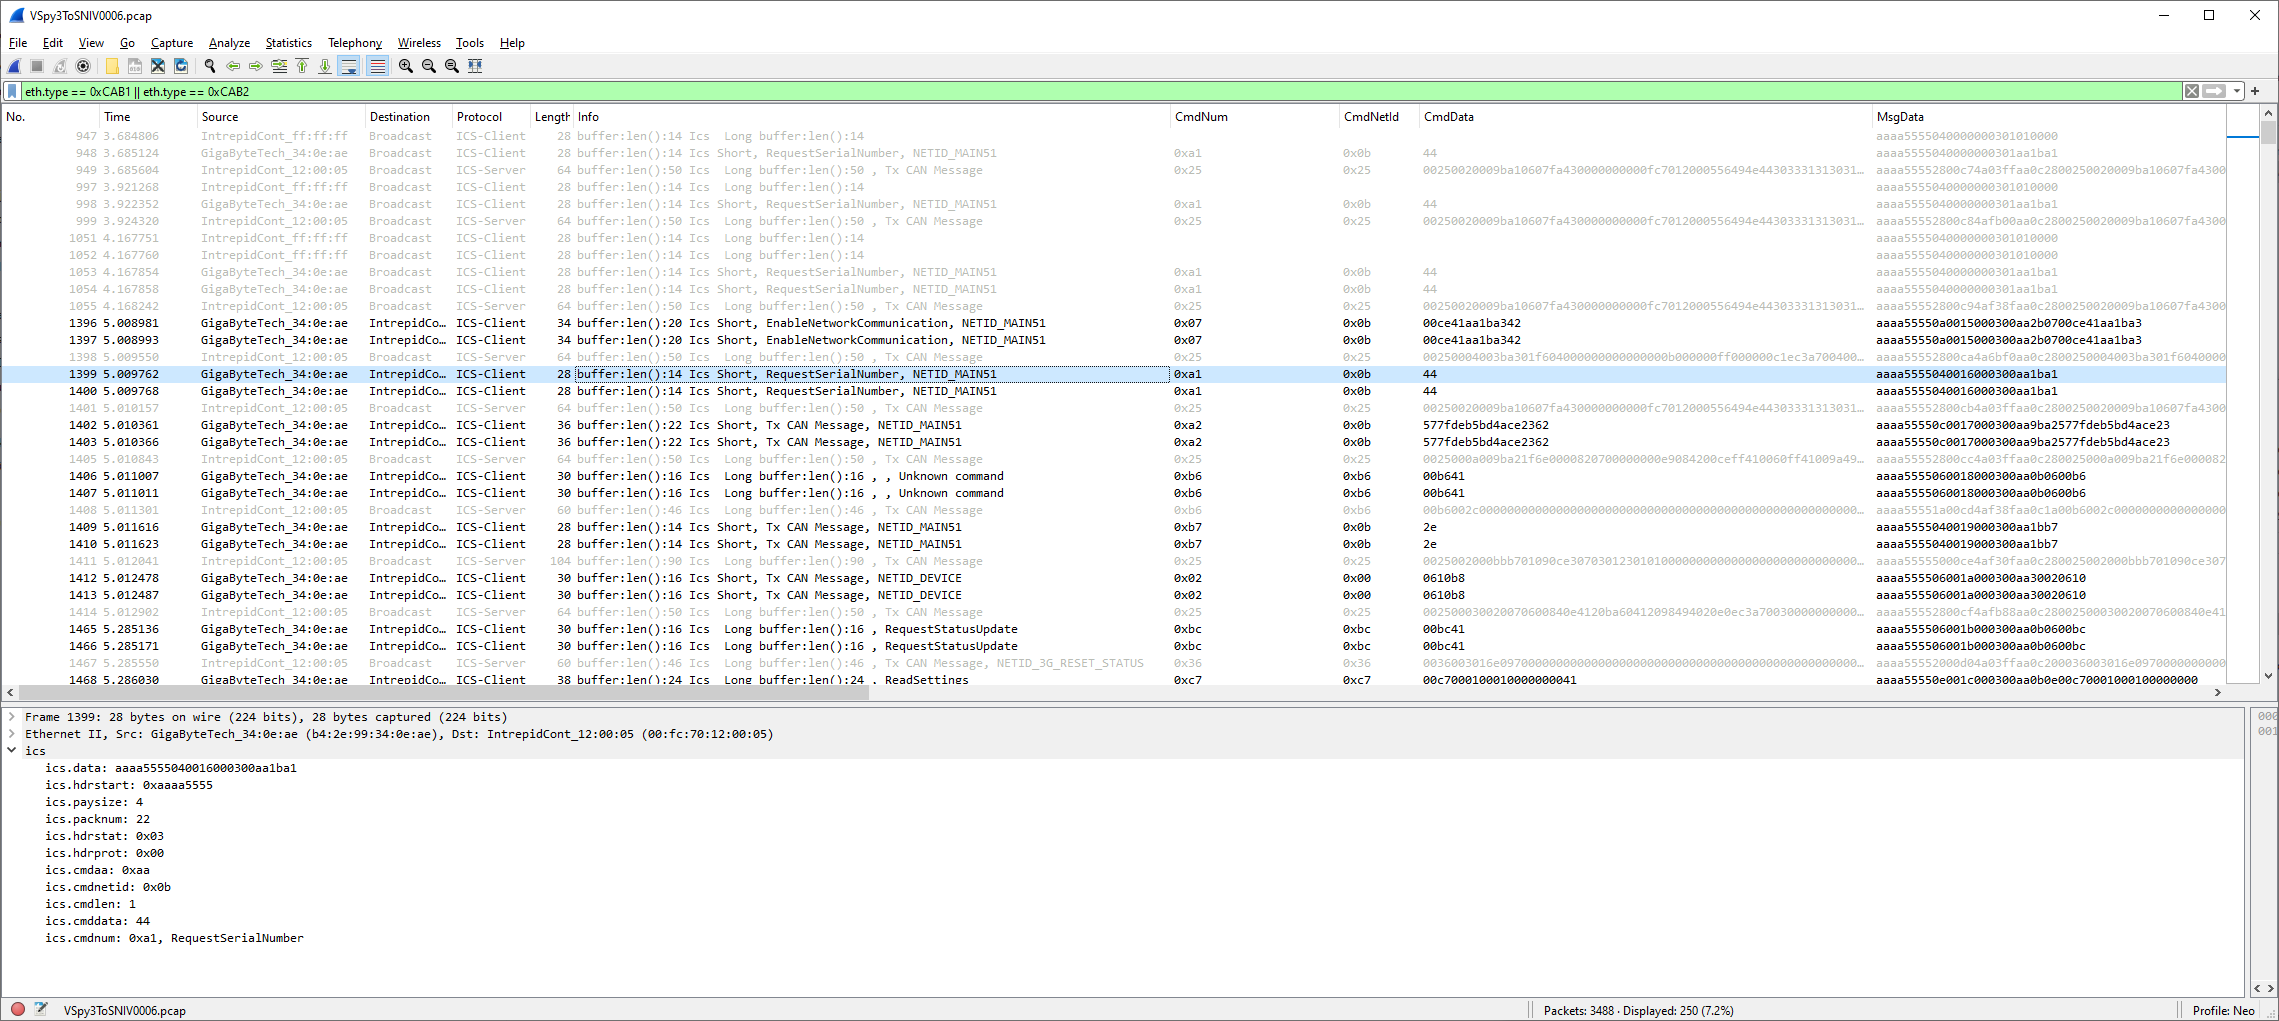 VSpy3ToSNIV0006.pcap
File Edit View Go Capture Analyze Statistics Telephony Wireless Tools Help
eth.type == 0xCAB1 || eth.type == 0xCAB2
No. Time Source Destination Protocol Length Info CmdNum CmdNetId CmdData MsgData
947 3.684806 IntrepidCont_ff:ff:ff Broadcast ICS-Client 28 buffer:len():14 Ics Long buffer:len():14 aaaa5555040000000301010000
948 3.685124 GigaByteTech_34:0e:ae Broadcast ICS-Client 28 buffer:len():14 Ics Short, RequestSerialNumber, NETID_MAIN51 0xa1 0x0b 44 aaaa5555040000000301aa1ba1
949 3.685604 IntrepidCont_12:00:05 Broadcast ICS-Server 64 buffer:len():50 Ics Long buffer:len():50 , Tx CAN Message 0x25 0x25 00250020009ba10607fa430000000000fc7012000556494e44303331313031… aaaa55552800c74a03ffaa0c2800250020009ba10607fa4300
997 3.921268 IntrepidCont_ff:ff:ff Broadcast ICS-Client 28 buffer:len():14 Ics Long buffer:len():14 aaaa5555040000000301010000
998 3.922352 GigaByteTech_34:0e:ae Broadcast ICS-Client 28 buffer:len():14 Ics Short, RequestSerialNumber, NETID_MAIN51 0xa1 0x0b 44 aaaa5555040000000301aa1ba1
999 3.924320 IntrepidCont_12:00:05 Broadcast ICS-Server 64 buffer:len():50 Ics Long buffer:len():50 , Tx CAN Message 0x25 0x25 00250020009ba10607fa430000000000fc7012000556494e44303331313031… aaaa55552800c84afb00aa0c2800250020009ba10607fa4300
1051 4.167751 IntrepidCont_ff:ff:ff Broadcast ICS-Client 28 buffer:len():14 Ics Long buffer:len():14 aaaa5555040000000301010000
1052 4.167760 IntrepidCont_ff:ff:ff Broadcast ICS-Client 28 buffer:len():14 Ics Long buffer:len():14 aaaa5555040000000301010000
1053 4.167854 GigaByteTech_34:0e:ae Broadcast ICS-Client 28 buffer:len():14 Ics Short, RequestSerialNumber, NETID_MAIN51 0xa1 0x0b 44 aaaa5555040000000301aa1ba1
1054 4.167858 GigaByteTech_34:0e:ae Broadcast ICS-Client 28 buffer:len():14 Ics Short, RequestSerialNumber, NETID_MAIN51 0xa1 0x0b 44 aaaa5555040000000301aa1ba1
1055 4.168242 IntrepidCont_12:00:05 Broadcast ICS-Server 64 buffer:len():50 Ics Long buffer:len():50 , Tx CAN Message 0x25 0x25 00250020009ba10607fa430000000000fc7012000556494e44303331313031… aaaa55552800c94af38faa0c2800250020009ba10607fa4300
1396 5.008981 GigaByteTech_34:0e:ae IntrepidCo… ICS-Client 34 buffer:len():20 Ics Short, EnableNetworkCommunication, NETID_MAIN51 0x07 0x0b 00ce41aa1ba342 aaaa55550a0015000300aa2b0700ce41aa1ba3
1397 5.008993 GigaByteTech_34:0e:ae IntrepidCo… ICS-Client 34 buffer:len():20 Ics Short, EnableNetworkCommunication, NETID_MAIN51 0x07 0x0b 00ce41aa1ba342 aaaa55550a0015000300aa2b0700ce41aa1ba3
1398 5.009550 IntrepidCont_12:00:05 Broadcast ICS-Server 64 buffer:len():50 Ics Long buffer:len():50 , Tx CAN Message 0x25 0x25 00250004003ba301f6040000000000000000b000000ff000000c1ec3a700400… aaaa55552800ca4a6bf0aa0c2800250004003ba301f6040000
1399 5.009762 GigaByteTech_34:0e:ae IntrepidCo… ICS-Client 28 buffer:len():14 Ics Short, RequestSerialNumber, NETID_MAIN51 0xa1 0x0b 44 aaaa5555040016000300aa1ba1
1400 5.009768 GigaByteTech_34:0e:ae IntrepidCo… ICS-Client 28 buffer:len():14 Ics Short, RequestSerialNumber, NETID_MAIN51 0xa1 0x0b 44 aaaa5555040016000300aa1ba1
1401 5.010157 IntrepidCont_12:00:05 Broadcast ICS-Server 64 buffer:len():50 Ics Long buffer:len():50 , Tx CAN Message 0x25 0x25 00250020009ba10607fa430000000000fc7012000556494e44303331313031… aaaa55552800cb4a03ffaa0c2800250020009ba10607fa4300
1402 5.010361 GigaByteTech_34:0e:ae IntrepidCo… ICS-Client 36 buffer:len():22 Ics Short, Tx CAN Message, NETID_MAIN51 0xa2 0x0b 577fdeb5bd4ace2362 aaaa55550c0017000300aa9ba2577fdeb5bd4ace23
1403 5.010366 GigaByteTech_34:0e:ae IntrepidCo… ICS-Client 36 buffer:len():22 Ics Short, Tx CAN Message, NETID_MAIN51 0xa2 0x0b 577fdeb5bd4ace2362 aaaa55550c0017000300aa9ba2577fdeb5bd4ace23
1405 5.010843 IntrepidCont_12:00:05 Broadcast ICS-Server 64 buffer:len():50 Ics Long buffer:len():50 , Tx CAN Message 0x25 0x25 0025000a009ba21f6e0000820700000000e9084200ceff410060ff41009a49… aaaa55552800cc4a03ffaa0c280025000a009ba21f6e000082
1406 5.011007 GigaByteTech_34:0e:ae IntrepidCo… ICS-Client 30 buffer:len():16 Ics Long buffer:len():16 , , Unknown command 0xb6 0xb6 00b641 aaaa5555060018000300aa0b0600b6
1407 5.011011 GigaByteTech_34:0e:ae IntrepidCo… ICS-Client 30 buffer:len():16 Ics Long buffer:len():16 , , Unknown command 0xb6 0xb6 00b641 aaaa5555060018000300aa0b0600b6
1408 5.011301 IntrepidCont_12:00:05 Broadcast ICS-Server 60 buffer:len():46 Ics Long buffer:len():46 , Tx CAN Message 0xb6 0xb6 aaaa55551a00cd4af38faa0c1a00b6002c0000000000000000
1409 5.011616 GigaByteTech_34:0e:ae IntrepidCo… ICS-Client 28 buffer:len():14 Ics Short, Tx CAN Message, NETID_MAIN51 0xb7 0x0b 2e aaaa5555040019000300aa1bb7
1410 5.011623 GigaByteTech_34:0e:ae IntrepidCo… ICS-Client 28 buffer:len():14 Ics Short, Tx CAN Message, NETID_MAIN51 0xb7 0x0b 2e aaaa5555040019000300aa1bb7
1411 5.012041 IntrepidCont_12:00:05 Broadcast ICS-Server 104 buffer:len():90 Ics Long buffer:len():90 , Tx CAN Message 0x25 0x25 aaaa55552800ce4af30faa0c280025002000bbb701090ce307
1412 5.012478 GigaByteTech_34:0e:ae IntrepidCo… ICS-Client 30 buffer:len():16 Ics Short, Tx CAN Message, NETID_DEVICE 0x02 0x00 0610b8 aaaa555506001a000300aa30020610
1413 5.012487 GigaByteTech_34:0e:ae IntrepidCo… ICS-Client 30 buffer:len():16 Ics Short, Tx CAN Message, NETID_DEVICE 0x02 0x00 0610b8 aaaa555506001a000300aa30020610
1414 5.012902 IntrepidCont_12:00:05 Broadcast ICS-Server 64 buffer:len():50 Ics Long buffer:len():50 , Tx CAN Message 0x25 0x25 002500030020070600840e4120ba60412098494020e0ec3a70030000000000… aaaa55552800cf4afb88aa0c2800250003002007060084​0e41
1465 5.285136 GigaByteTech_34:0e:ae IntrepidCo… ICS-Client 30 buffer:len():16 Ics Long buffer:len():16 , RequestStatusUpdate 0xbc 0xbc 00bc41 aaaa555506001b000300aa0b0600bc
1466 5.285171 GigaByteTech_34:0e:ae IntrepidCo… ICS-Client 30 buffer:len():16 Ics Long buffer:len():16 , RequestStatusUpdate 0xbc 0xbc 00bc41 aaaa555506001b000300aa0b0600bc
1467 5.285550 IntrepidCont_12:00:05 Broadcast ICS-Server 60 buffer:len():46 Ics Long buffer:len():46 , Tx CAN Message, NETID_3G_RESET_STATUS 0x36 0x36 aaaa55552000d04a03ffaa0c200036003016e0970000000000
1468 5.286030 GigaByteTech_34:0e:ae IntrepidCo… ICS-Client 38 buffer:len():24 Ics Long buffer:len():24 , ReadSettings 0xc7 0xc7 00c7000100010000000041 aaaa55550e001c000300aa0b0e00c70001000100000000
Frame 1399: 28 bytes on wire (224 bits), 28 bytes captured (224 bits)
Ethernet II, Src: GigaByteTech_34:0e:ae (b4:2e:99:34:0e:ae), Dst: IntrepidCont_12:00:05 (00:fc:70:12:00:05)
ics
ics.data: aaaa5555040016000300aa1ba1
ics.hdrstart: 0xaaaa5555
ics.paysize: 4
ics.packnum: 22
ics.hdrstat: 0x03
ics.hdrprot: 0x00
ics.cmdaa: 0xaa
ics.cmdnetid: 0x0b
ics.cmdlen: 1
ics.cmddata: 44
ics.cmdnum: 0xa1, RequestSerialNumber
000
001
VSpy3ToSNIV0006.pcap
Packets: 3488 · Displayed: 250 (7.2%)
Profile: Neo